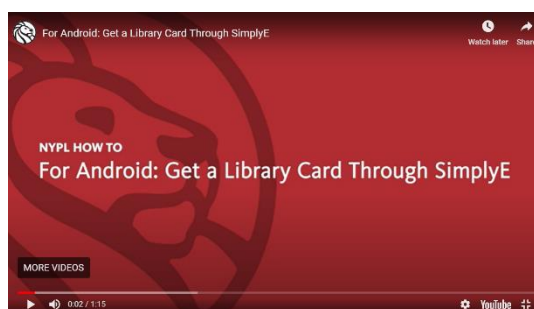 For Android: Get a Library Card Through SimplyE
Watch later Share
NYPL HOW TO
For Android: Get a Library Card Through SimplyE
MORE VIDEOS
0:02 / 1:15
YouTube